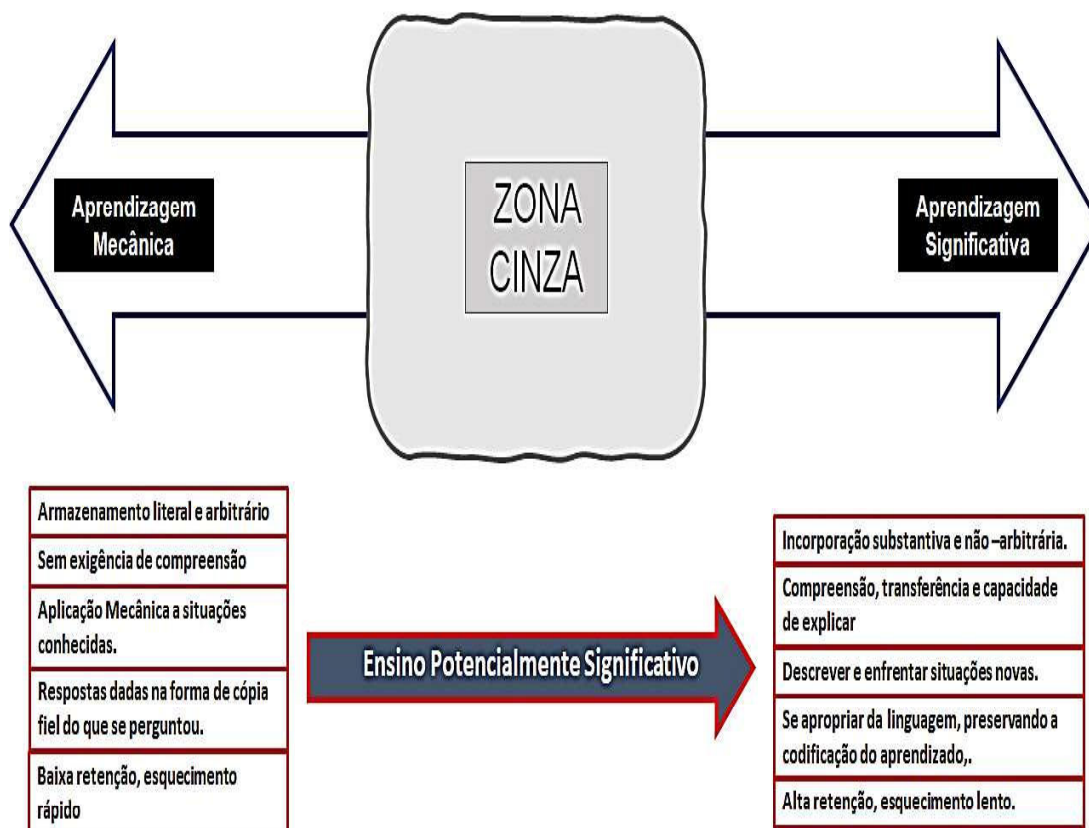 Aprendizagem
Mecânica
ZONA
CINZA
Aprendizagem
Significativa
Armazenamento literal e arbitrário
Sem exigência de compreensão
Aplicação Mecânica a situações
conhecidas.
Respostas dadas na forma de cópia
fiel do que se perguntou.
Baixa retenção, esquecimento
rápido
Ensino Potencialmente Significativo
Incorporação substantiva e não –arbitrária.
Compreensão, transferência e capacidade
de explicar
Descrever e enfrentar situações novas.
Se apropriar da linguagem, preservando a
codificação do aprendizado,.
Alta retenção, esquecimento lento.